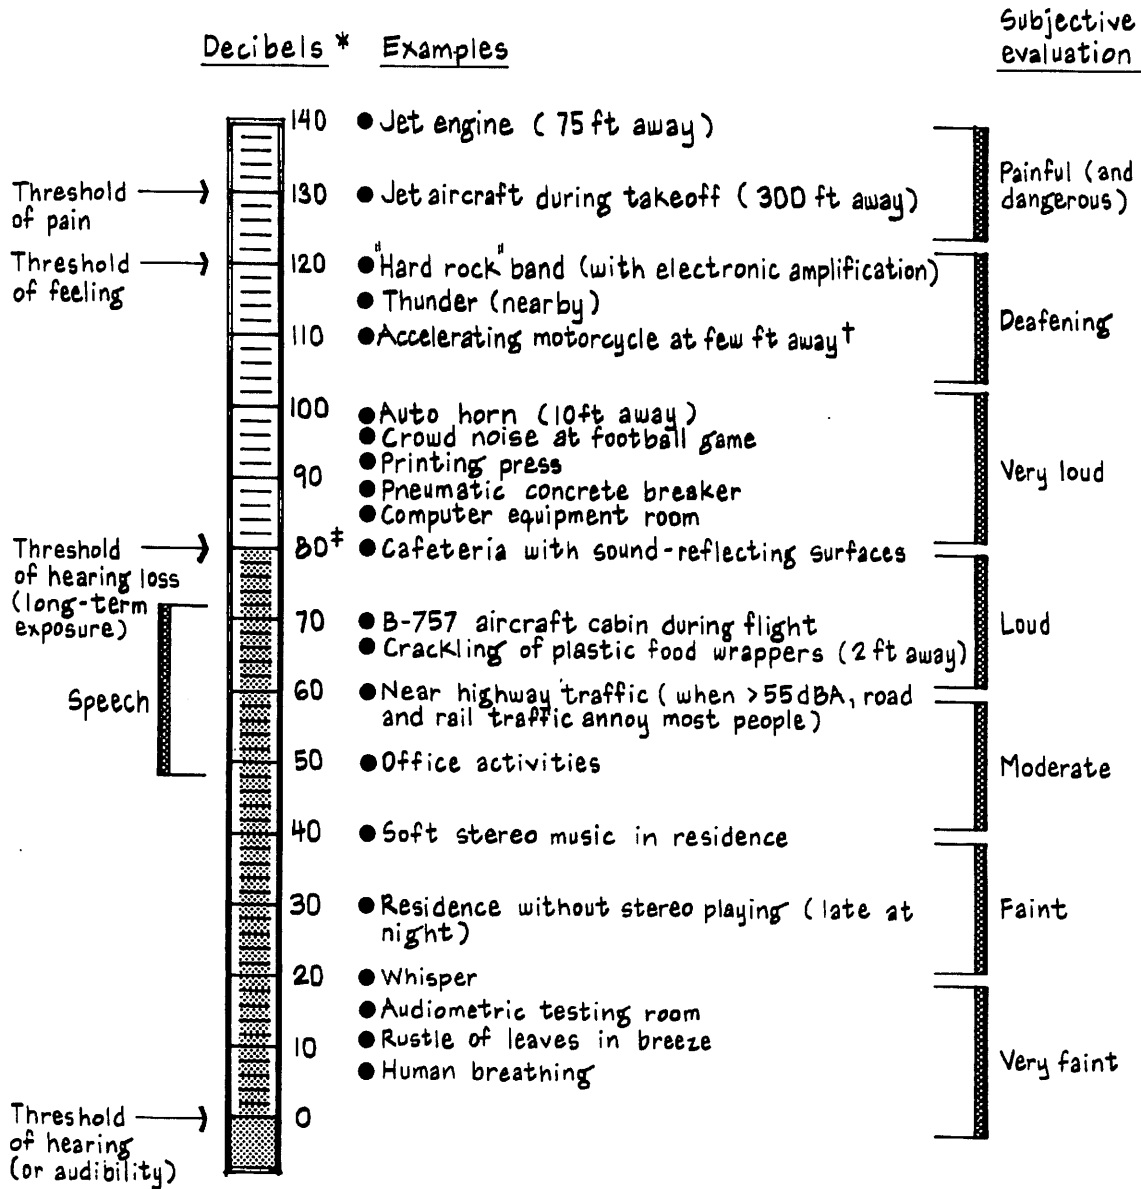 Decibels * Examples Subjective
evaluation
140 ● Jet engine (75 ft away)
Painful (and
dangerous)
Threshold
of pain
130 ● Jet aircraft during takeoff (300 ft away)
Threshold
of feeling
120 ● "Hard rock" band (with electronic amplification)
● Thunder (nearby)
Deafening
110 ● Accelerating motorcycle at few ft away†
100 ● Auto horn (10ft away)
● Crowd noise at football game
● Printing press
90
Very loud
● Pneumatic concrete breaker
● Computer equipment room
Threshold
of hearing loss
(long-term
exposure)
80‡ ● Cafeteria with sound-reflecting surfaces
70 ● B-757 aircraft cabin during flight
Loud
● Crackling of plastic food wrappers (2 ft away)
Speech
60 ● Near highway traffic (when >55dBA, road
and rail traffic annoy most people)
50 ● Office activities
Moderate
40 ● Soft stereo music in residence
30 ● Residence without stereo playing (late at
night)
Faint
20 ● Whisper
● Audiometric testing room
10 ● Rustle of leaves in breeze
● Human breathing
Very faint
Threshold
of hearing
(or audibility)
0